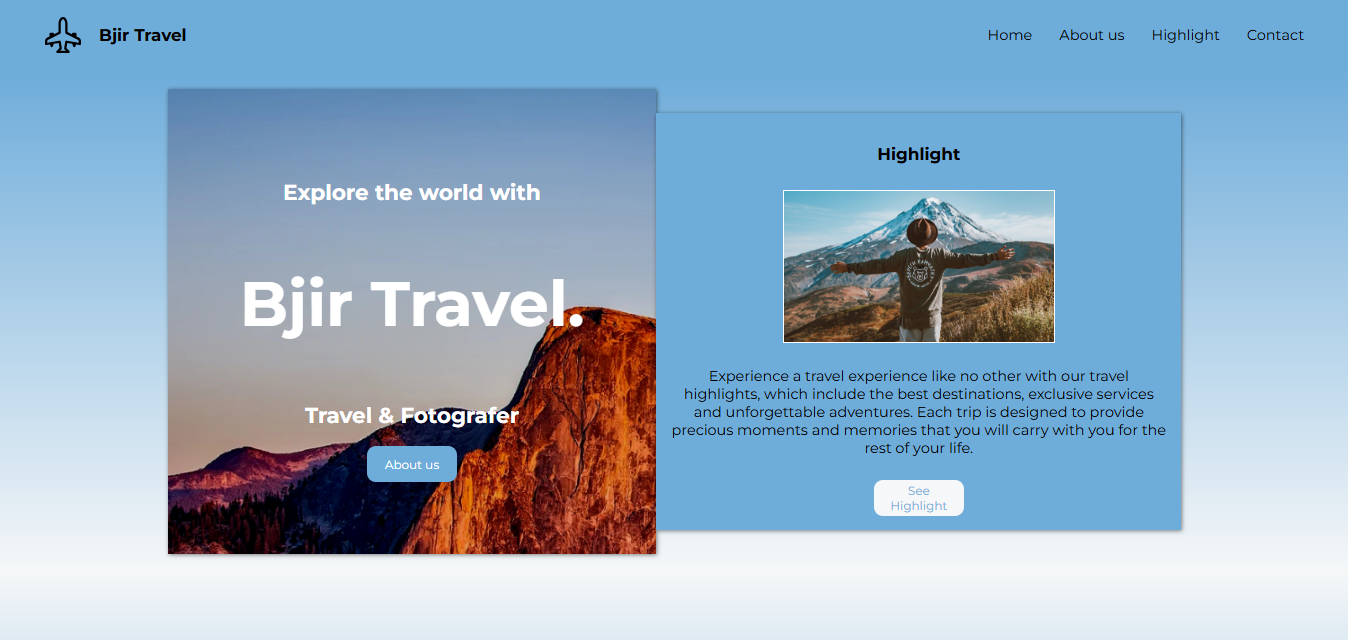 Bjir Travel
Home
About us
Highlight
Contact
Explore the world with
Bjir Travel.
Travel & Fotografer
About us
Highlight
Experience a travel experience like no other with our travel
highlights, which include the best destinations, exclusive services
and unforgettable adventures. Each trip is designed to provide
precious moments and memories that you will carry with you for the
rest of your life.
See
Highlight